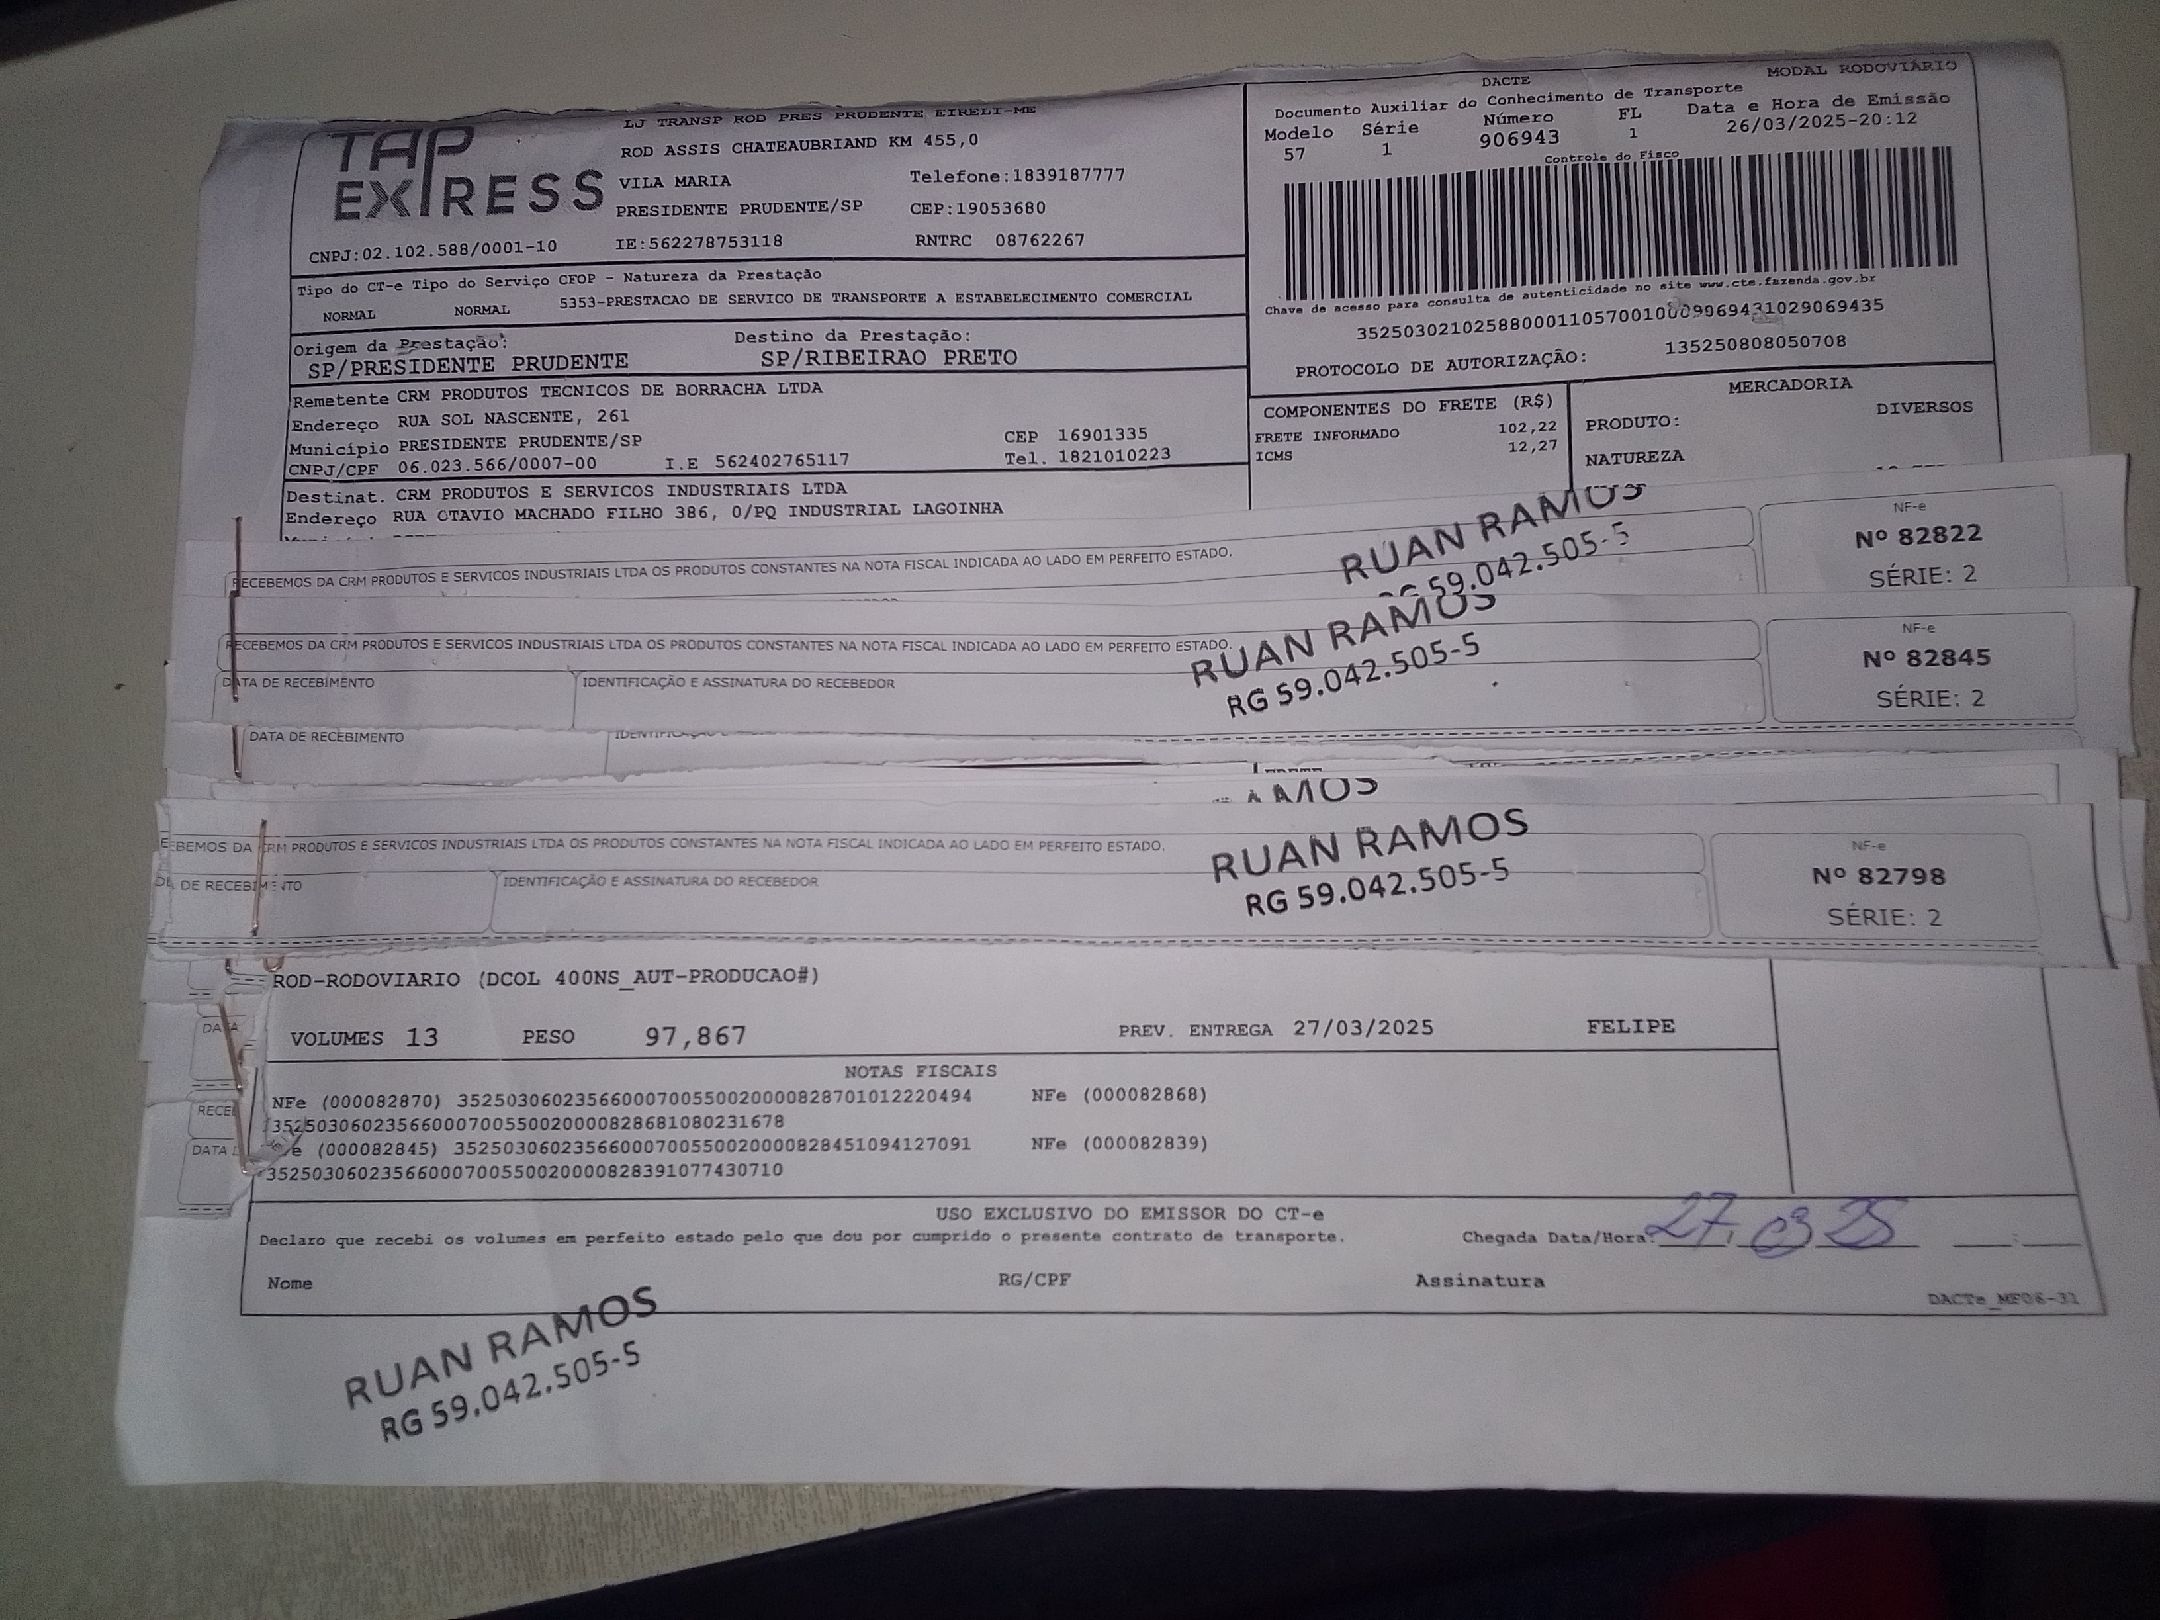 TAP EXPRESS
LJ TRANSP ROD PRES PRUDENTE EIRELI-ME
ROD ASSIS CHATEAUBRIAND KM 455,0
VILA MARIA Telefone:1839187777
PRESIDENTE PRUDENTE/SP CEP:19053680
CNPJ:02.102.588/0001-10 IE:562278753118 RNTRC 08762267
DACTE MODAL RODOVIÁRIO
Documento Auxiliar do Conhecimento de Transporte
Modelo Série Número FL Data e Hora de Emissão
57 1 906943 1 26/03/2025-20:12
Controle do Fisco
Chave de acesso para consulta de autenticidade no site www.cte.fazenda.gov.br
35250302102588000110570010009069431029069435
PROTOCOLO DE AUTORIZAÇÃO: 135250808050708
Tipo do CT-e Tipo do Serviço CFOP - Natureza da Prestação
NORMAL NORMAL 5353-PRESTACAO DE SERVICO DE TRANSPORTE A ESTABELECIMENTO COMERCIAL
Origem da Prestação: Destino da Prestação:
SP/PRESIDENTE PRUDENTE SP/RIBEIRAO PRETO
Remetente CRM PRODUTOS TECNICOS DE BORRACHA LTDA
Endereço RUA SOL NASCENTE, 261
Município PRESIDENTE PRUDENTE/SP CEP 16901335
CNPJ/CPF 06.023.566/0007-00 I.E 562402765117 Tel. 1821010223
COMPONENTES DO FRETE (R$)
FRETE INFORMADO 102,22
ICMS 12,27
MERCADORIA
PRODUTO: DIVERSOS
NATUREZA
Destinat. CRM PRODUTOS E SERVICOS INDUSTRIAIS LTDA
Endereço RUA OTAVIO MACHADO FILHO 386, 0/PQ INDUSTRIAL LAGOINHA
RECEBEMOS DA CRM PRODUTOS E SERVICOS INDUSTRIAIS LTDA OS PRODUTOS CONSTANTES NA NOTA FISCAL INDICADA AO LADO EM PERFEITO ESTADO.
RUAN RAMOS
RG 59.042.505-5
NF-e
Nº 82822
SÉRIE: 2
RECEBEMOS DA CRM PRODUTOS E SERVICOS INDUSTRIAIS LTDA OS PRODUTOS CONSTANTES NA NOTA FISCAL INDICADA AO LADO EM PERFEITO ESTADO.
DATA DE RECEBIMENTO IDENTIFICAÇÃO E ASSINATURA DO RECEBEDOR
RUAN RAMOS
RG 59.042.505-5
NF-e
Nº 82845
SÉRIE: 2
DATA DE RECEBIMENTO
AMOS
EBEMOS DA CRM PRODUTOS E SERVICOS INDUSTRIAIS LTDA OS PRODUTOS CONSTANTES NA NOTA FISCAL INDICADA AO LADO EM PERFEITO ESTADO.
DE RECEBIMENTO IDENTIFICAÇÃO E ASSINATURA DO RECEBEDOR
RUAN RAMOS
RG 59.042.505-5
NF-e
Nº 82798
SÉRIE: 2
ROD-RODOVIARIO (DCOL 400NS_AUT-PRODUCAO#)
VOLUMES 13 PESO 97,867 PREV. ENTREGA 27/03/2025 FELIPE
NOTAS FISCAIS
NFe (000082870) 35250306023566000700550020000828701012220494 NFe (000082868)
35250306023566000700550020000828681080231678
e (000082845) 35250306023566000700550020000828451094127091 NFe (000082839)
35250306023566000700550020000828391077430710
USO EXCLUSIVO DO EMISSOR DO CT-e
Declaro que recebi os volumes em perfeito estado pelo que dou por cumprido o presente contrato de transporte. Chegada Data/Hora: 27 03 25
Nome RG/CPF Assinatura
DACTe_MF06-31
RUAN RAMOS
RG 59.042.505-5